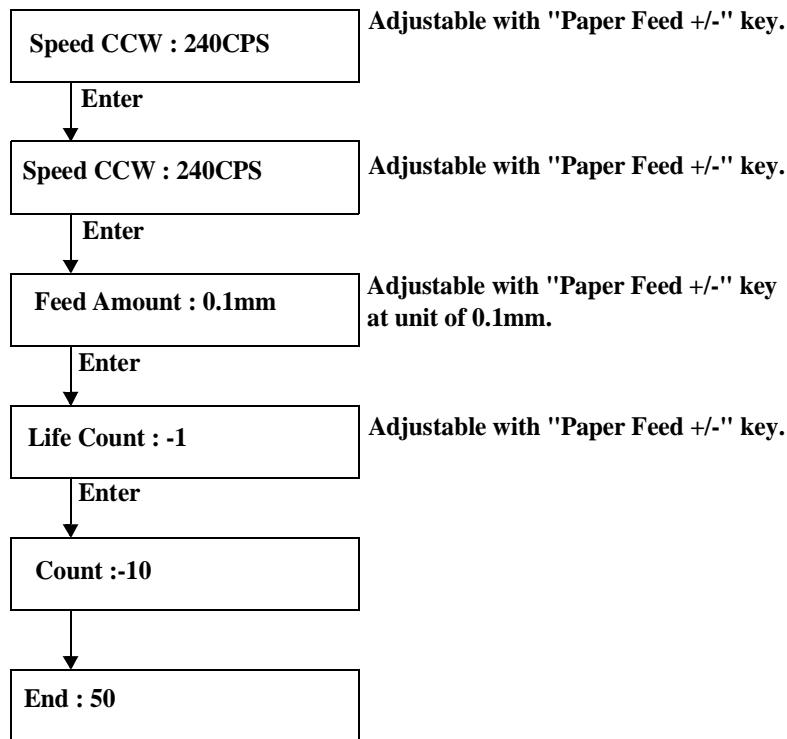 Speed CCW : 240CPS
Adjustable with "Paper Feed +/-" key.
Enter
Speed CCW : 240CPS
Adjustable with "Paper Feed +/-" key.
Enter
Feed Amount : 0.1mm
Adjustable with "Paper Feed +/-" key
at unit of 0.1mm.
Enter
Life Count : -1
Adjustable with "Paper Feed +/-" key.
Enter
Count :-10
End : 50